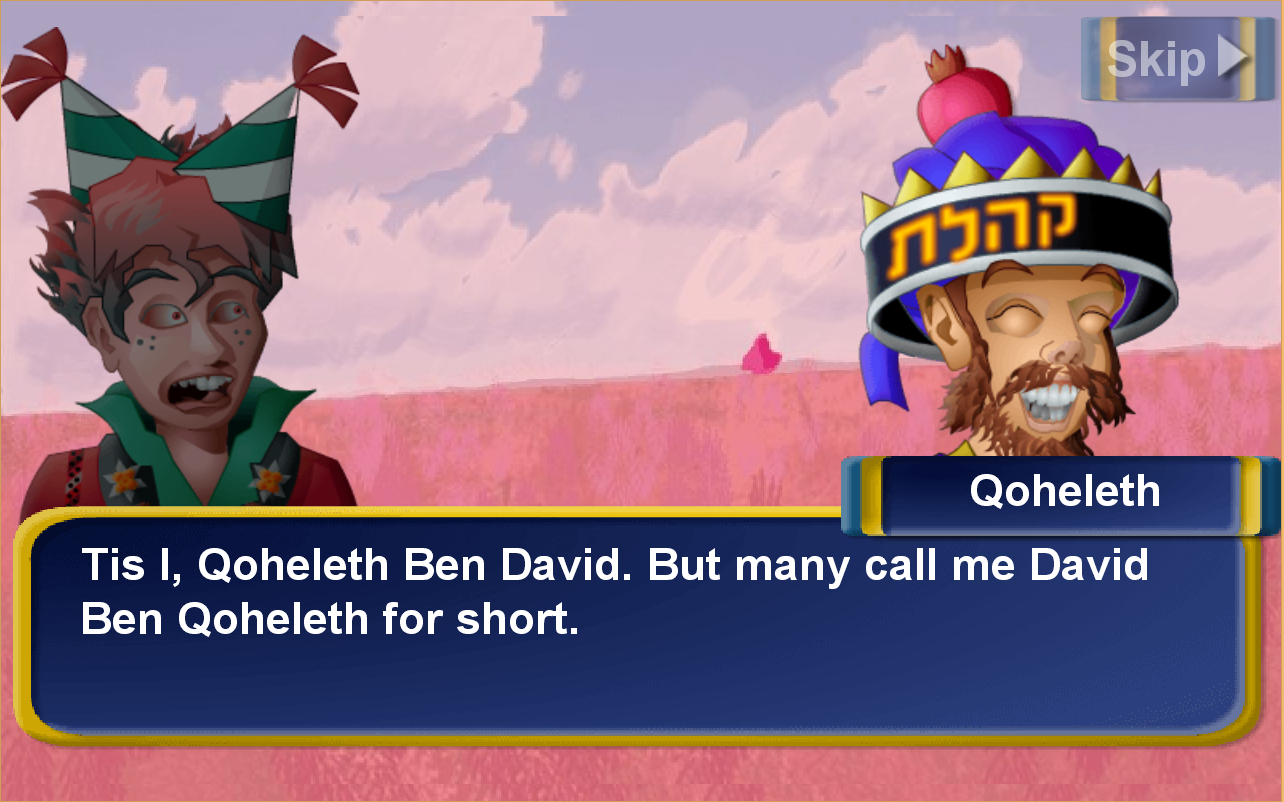 Skip
קהלת
Qoheleth
Tis I, Qoheleth Ben David. But many call me David
Ben Qoheleth for short.